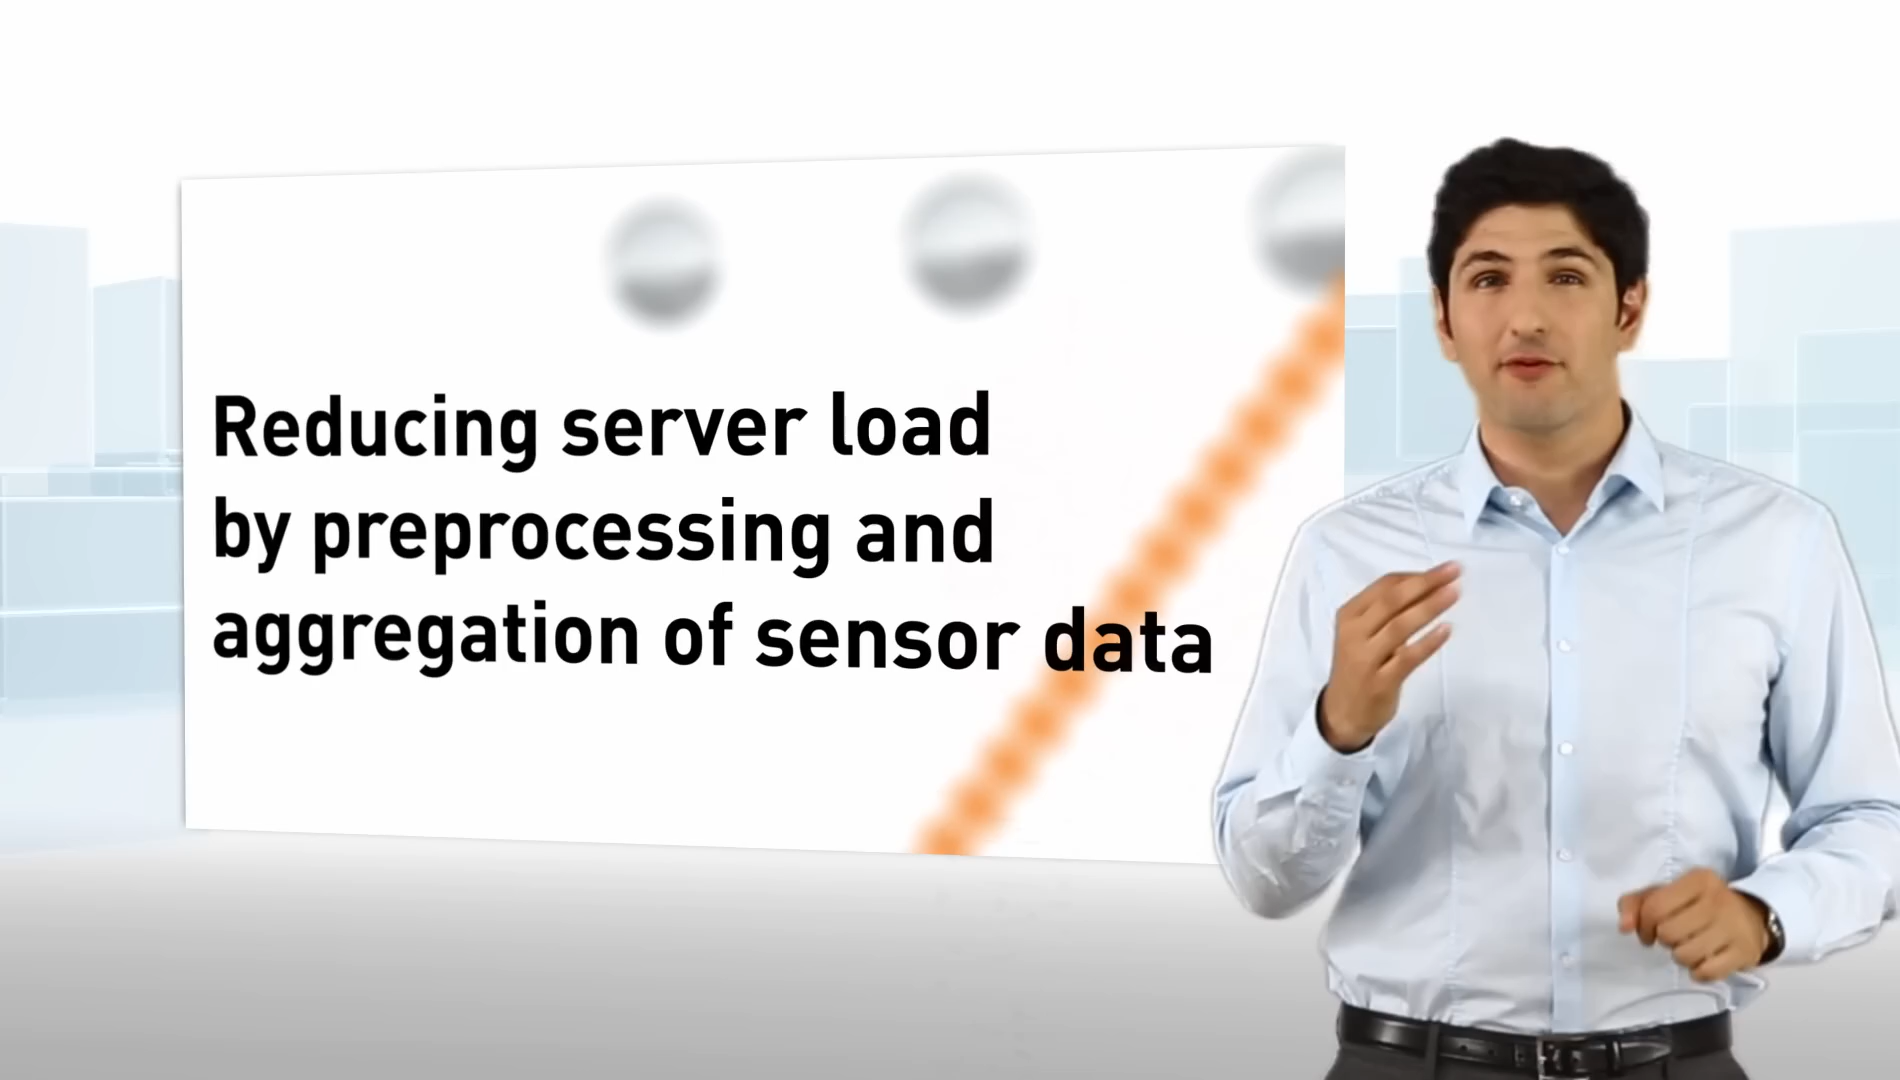 Reducing server load
by preprocessing and
aggregation of sensor data